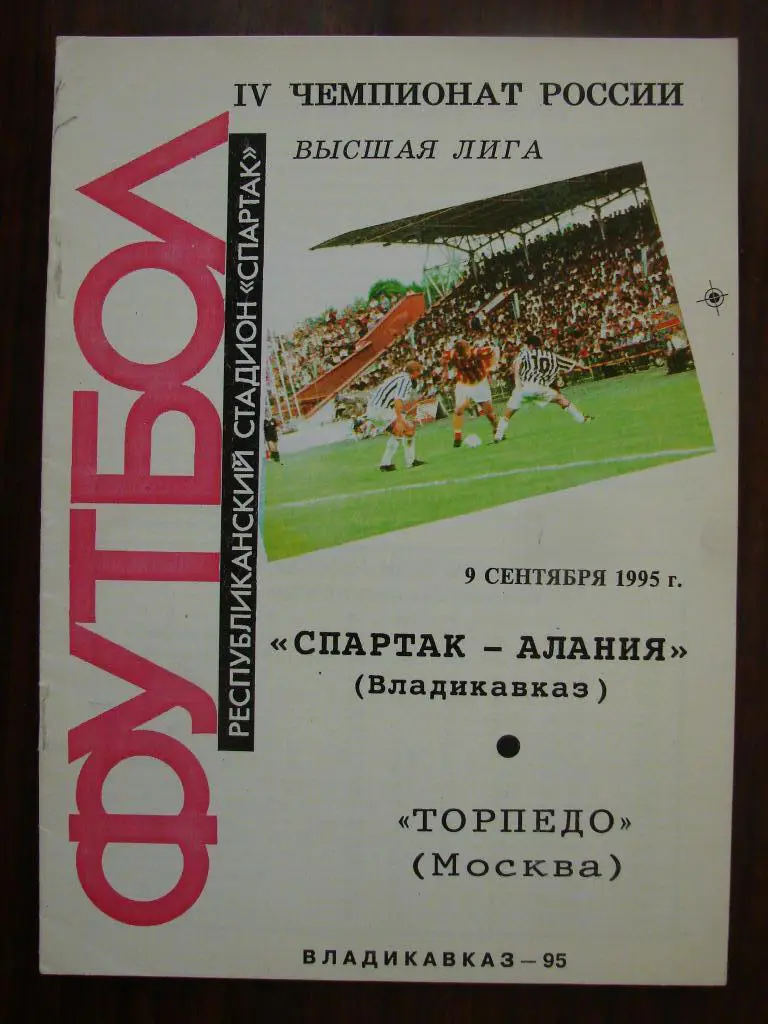 IV ЧЕМПИОНАТ РОССИИ
ВЫСШАЯ ЛИГА
ФУТБОЛ
РЕСПУБЛИКАНСКИЙ СТАДИОН «СПАРТАК»
9 СЕНТЯБРЯ 1995 г.
«СПАРТАК – АЛАНИЯ»
(Владикавказ)
«ТОРПЕДО»
(Москва)
ВЛАДИКАВКАЗ – 95